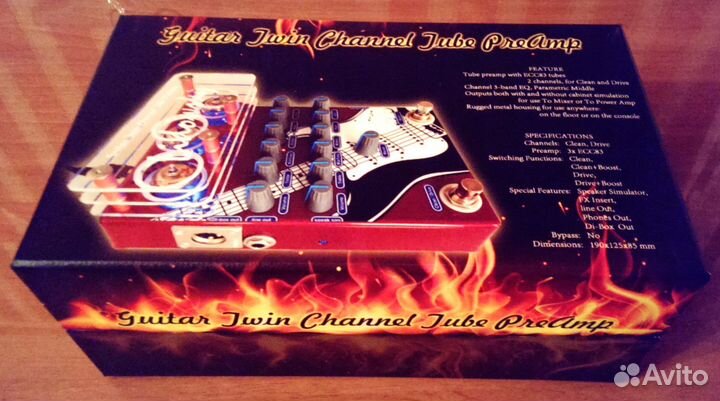 Guitar Twin Channel Tube PreAmp
FEATURE
Tube preamp with ECC83 tubes
2 channels, for Clean and Drive
Channel 3-band EQ, Parametric Middle
Outputs both with and without cabinet simulation
for use To Mixer or To Power Amp
Rugged metal housing for use anywhere:
on the floor or on the console
SPECIFICATIONS
Channels: Clean, Drive
Preamp: 3x ECC83
Switching Functions: Clean,
Clean+Boost,
Drive,
Drive+Boost
Special Features: Speaker Simulator,
FX Insert,
line Out,
Phones Out,
Di-Box Out
Bypass: No
Dimensions: 190x125x85 mm
Guitar Twin Channel Tube PreAmp
Avito